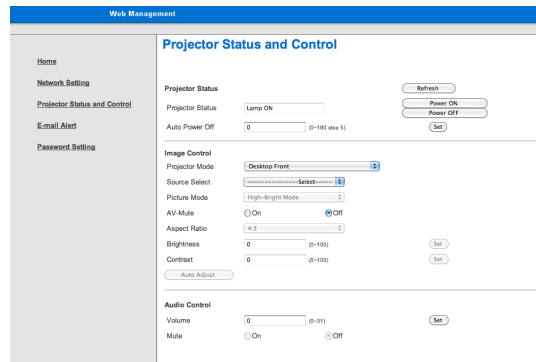 Web Management
Projector Status and Control
Home
Network Setting
Projector Status and Control
E-mail Alert
Password Setting
Projector Status Refresh
Projector Status Lamp ON Power ON
Power OFF
Auto Power Off 0 (0~180 step 5) Set
Image Control
Projector Mode Desktop Front
Source Select ---------------Select-----
Picture Mode High-Bright Mode
AV-Mute On Off
Aspect Ratio 4:3
Brightness 0 (0~100) Set
Contrast 0 (0~100) Set
Auto Adjust
Audio Control
Volume 0 (0~31) Set
Mute On Off